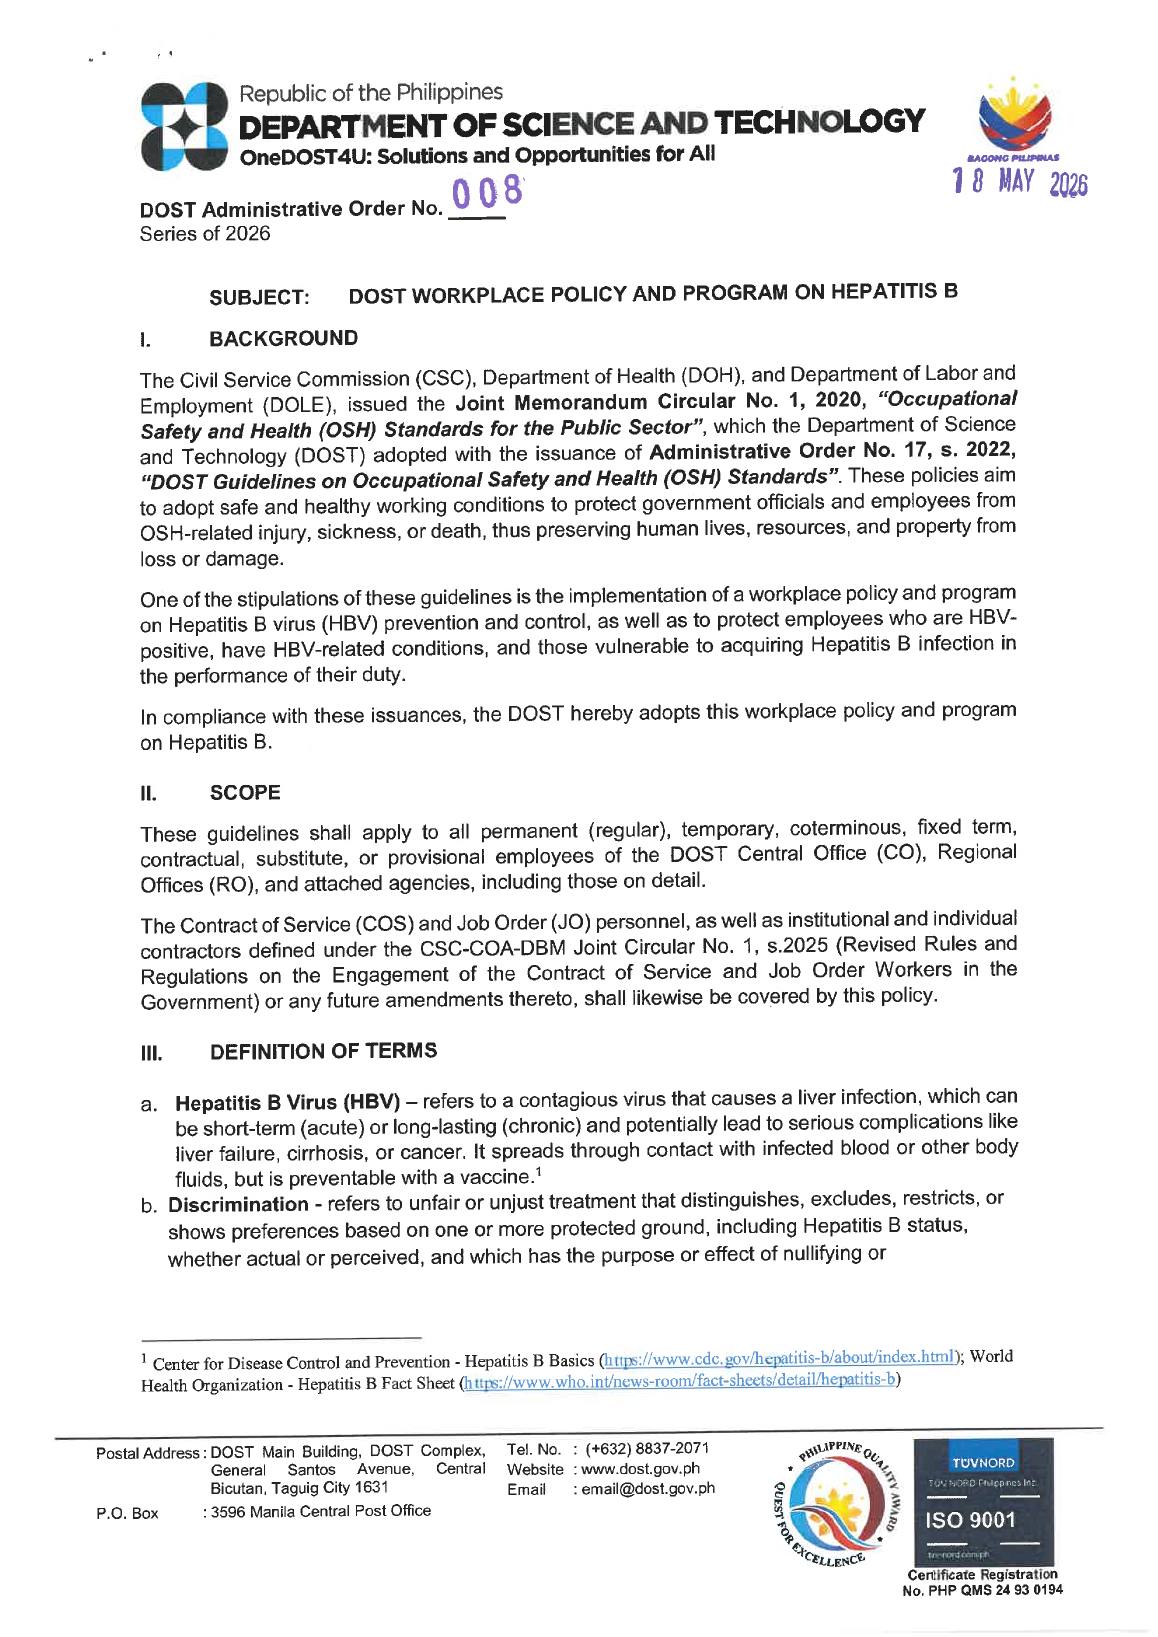 Republic of the Philippines
DEPARTMENT OF SCIENCE AND TECHNOLOGY
OneDOST4U: Solutions and Opportunities for All
BAGONG PILIPINAS
18 MAY 2026
DOST Administrative Order No. 008
Series of 2026
SUBJECT: DOST WORKPLACE POLICY AND PROGRAM ON HEPATITIS B
I. BACKGROUND
The Civil Service Commission (CSC), Department of Health (DOH), and Department of Labor and
Employment (DOLE), issued the Joint Memorandum Circular No. 1, 2020, “Occupational
Safety and Health (OSH) Standards for the Public Sector”, which the Department of Science
and Technology (DOST) adopted with the issuance of Administrative Order No. 17, s. 2022,
“DOST Guidelines on Occupational Safety and Health (OSH) Standards”. These policies aim
to adopt safe and healthy working conditions to protect government officials and employees from
OSH-related injury, sickness, or death, thus preserving human lives, resources, and property from
loss or damage.
One of the stipulations of these guidelines is the implementation of a workplace policy and program
on Hepatitis B virus (HBV) prevention and control, as well as to protect employees who are HBV-
positive, have HBV-related conditions, and those vulnerable to acquiring Hepatitis B infection in
the performance of their duty.
In compliance with these issuances, the DOST hereby adopts this workplace policy and program
on Hepatitis B.
II. SCOPE
These guidelines shall apply to all permanent (regular), temporary, coterminous, fixed term,
contractual, substitute, or provisional employees of the DOST Central Office (CO), Regional
Offices (RO), and attached agencies, including those on detail.
The Contract of Service (COS) and Job Order (JO) personnel, as well as institutional and individual
contractors defined under the CSC-COA-DBM Joint Circular No. 1, s.2025 (Revised Rules and
Regulations on the Engagement of the Contract of Service and Job Order Workers in the
Government) or any future amendments thereto, shall likewise be covered by this policy.
III. DEFINITION OF TERMS
a. Hepatitis B Virus (HBV) – refers to a contagious virus that causes a liver infection, which can
be short-term (acute) or long-lasting (chronic) and potentially lead to serious complications like
liver failure, cirrhosis, or cancer. It spreads through contact with infected blood or other body
fluids, but is preventable with a vaccine.1
b. Discrimination - refers to unfair or unjust treatment that distinguishes, excludes, restricts, or
shows preferences based on one or more protected ground, including Hepatitis B status,
whether actual or perceived, and which has the purpose or effect of nullifying or
1 Center for Disease Control and Prevention - Hepatitis B Basics (https://www.cdc.gov/hepatitis-b/about/index.html); World
Health Organization - Hepatitis B Fact Sheet (https://www.who.int/news-room/fact-sheets/detail/hepatitis-b)
Postal Address : DOST Main Building, DOST Complex,
General Santos Avenue, Central
Bicutan, Taguig City 1631
P.O. Box : 3596 Manila Central Post Office
Tel. No. : (+632) 8837-2071
Website : www.dost.gov.ph
Email : email@dost.gov.ph
PHILIPPINE QUALITY AWARD
QUEST FOR EXCELLENCE
TÜVNORD
TÜV NORD Philippines Inc.
ISO 9001
tuv-nord.com/ph
Certificate Registration
No. PHP QMS 24 93 0194